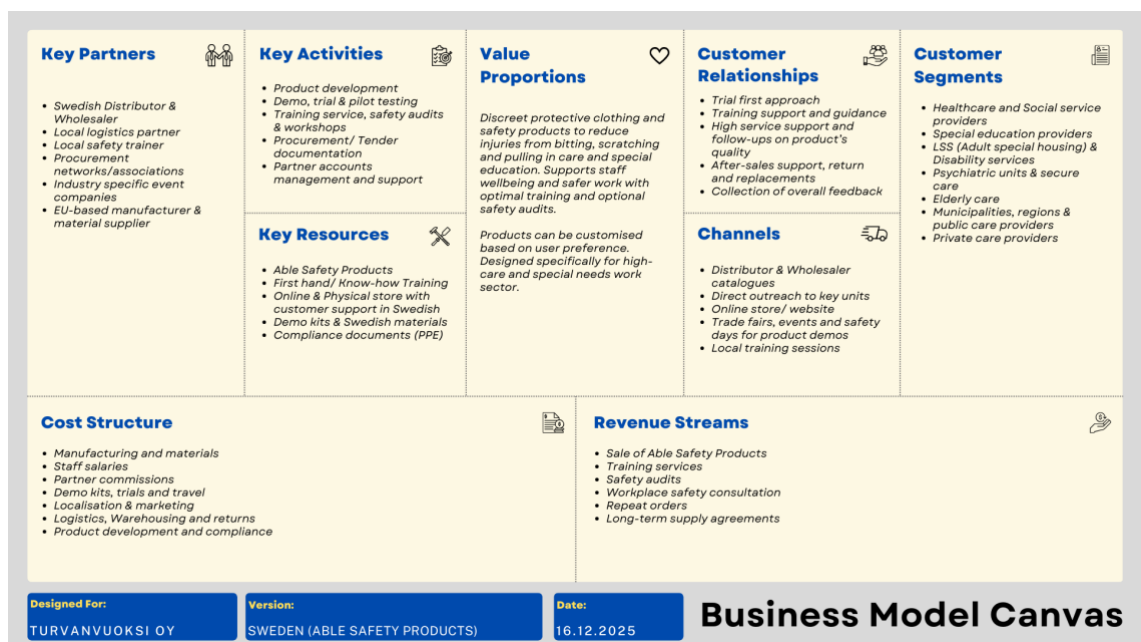 Key Partners
• Swedish Distributor &
Wholesaler
• Local logistics partner
• Local safety trainer
• Procurement
networks/associations
• Industry specific event
companies
• EU-based manufacturer &
material supplier
Key Activities
• Product development
• Demo, trial & pilot testing
• Training service, safety audits
& workshops
• Procurement/ Tender
documentation
• Partner accounts
management and support
Key Resources
• Able Safety Products
• First hand/ Know-how Training
• Online & Physical store with
customer support in Swedish
• Demo kits & Swedish materials
• Compliance documents (PPE)
Value
Proportions
Discreet protective clothing and
safety products to reduce
injuries from bitting, scratching
and pulling in care and special
education. Supports staff
wellbeing and safer work with
optimal training and optional
safety audits.
Products can be customised
based on user preference.
Designed specifically for high-
care and special needs work
sector.
Customer
Relationships
• Trial first approach
• Training support and guidance
• High service support and
follow-ups on product's
quality
• After-sales support, return
and replacements
• Collection of overall feedback
Channels
• Distributor & Wholesaler
catalogues
• Direct outreach to key units
• Online store/ website
• Trade fairs, events and safety
days for product demos
• Local training sessions
Customer
Segments
• Healthcare and Social service
providers
• Special education providers
• LSS (Adult special housing) &
Disability services
• Psychiatric units & secure
care
• Elderly care
• Municipalities, regions &
public care providers
• Private care providers
Cost Structure
• Manufacturing and materials
• Staff salaries
• Partner commissions
• Demo kits, trials and travel
• Localisation & marketing
• Logistics, Warehousing and returns
• Product development and compliance
Revenue Streams
• Sale of Able Safety Products
• Training services
• Safety audits
• Workplace safety consultation
• Repeat orders
• Long-term supply agreements
Designed For:
TURVANVUOKSI OY
Version:
SWEDEN (ABLE SAFETY PRODUCTS)
Date:
16.12.2025
Business Model Canvas